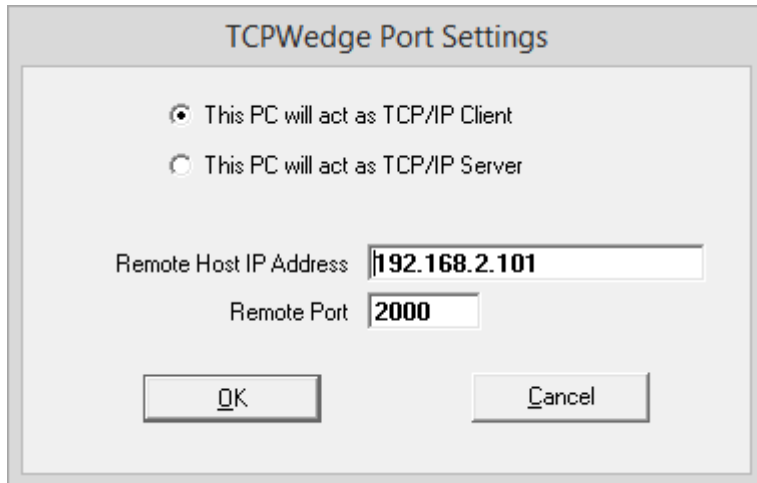 TCPWedge Port Settings
This PC will act as TCP/IP Client
This PC will act as TCP/IP Server
Remote Host IP Address 192.168.2.101
Remote Port 2000
OK Cancel